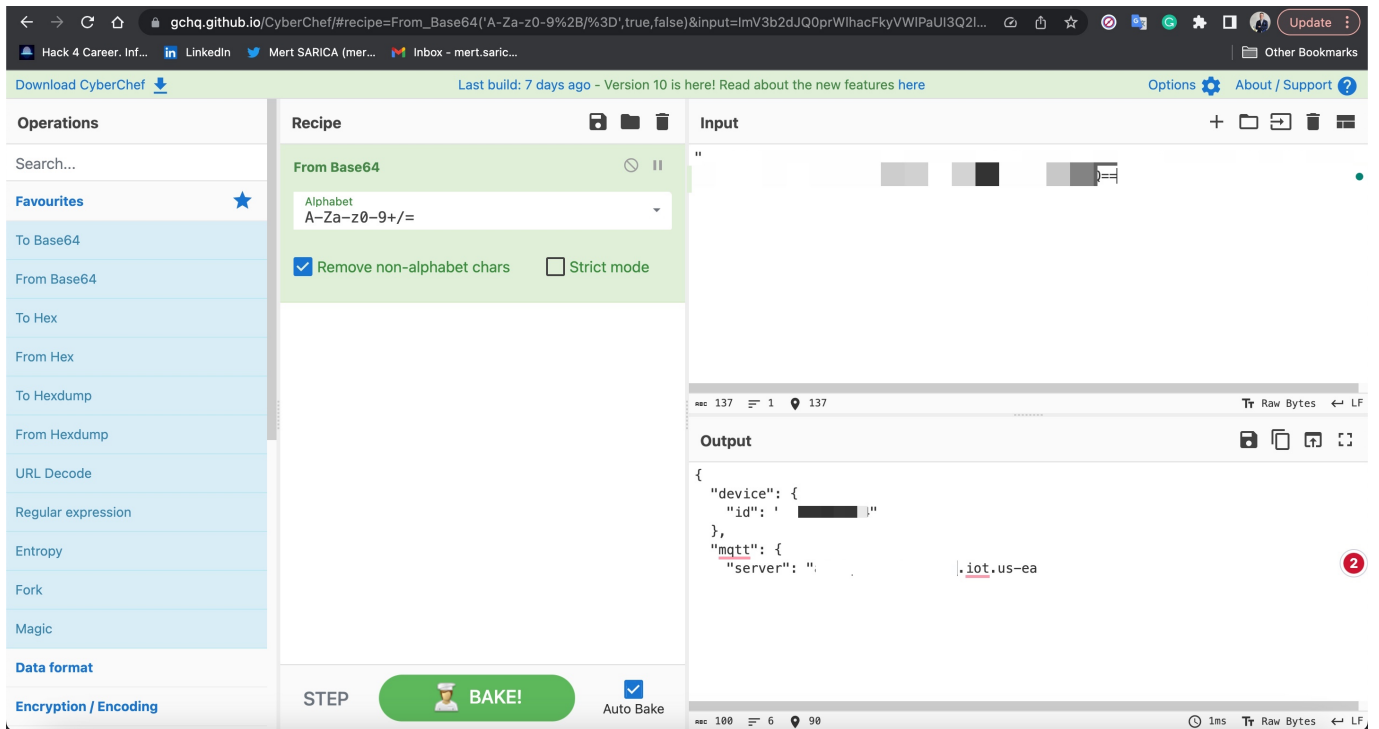 gchq.github.io/CyberChef/#recipe=From_Base64('A-Za-z0-9%2B/%3D',true,false)&input=ImV3b2dJQ0prWlhacFkyVWlPaUI3Q2l...
Update
Hack 4 Career. Inf...
LinkedIn
Mert SARICA (mer...
Inbox - mert.saric...
Other Bookmarks
Download CyberChef
Last build: 7 days ago - Version 10 is here! Read about the new features here
Options
About / Support
Operations
Search...
Favourites
To Base64
From Base64
To Hex
From Hex
To Hexdump
From Hexdump
URL Decode
Regular expression
Entropy
Fork
Magic
Data format
Encryption / Encoding
Recipe
From Base64
Alphabet
A-Za-z0-9+/=
Remove non-alphabet chars
Strict mode
STEP
BAKE!
Auto Bake
Input
"
==
ABC 137 1 137
Tт Raw Bytes LF
Output
{
"device": {
"id": "
},
"mqtt": {
"server": " .iot.us-ea
2
ABC 100 6 90
1ms Tт Raw Bytes LF